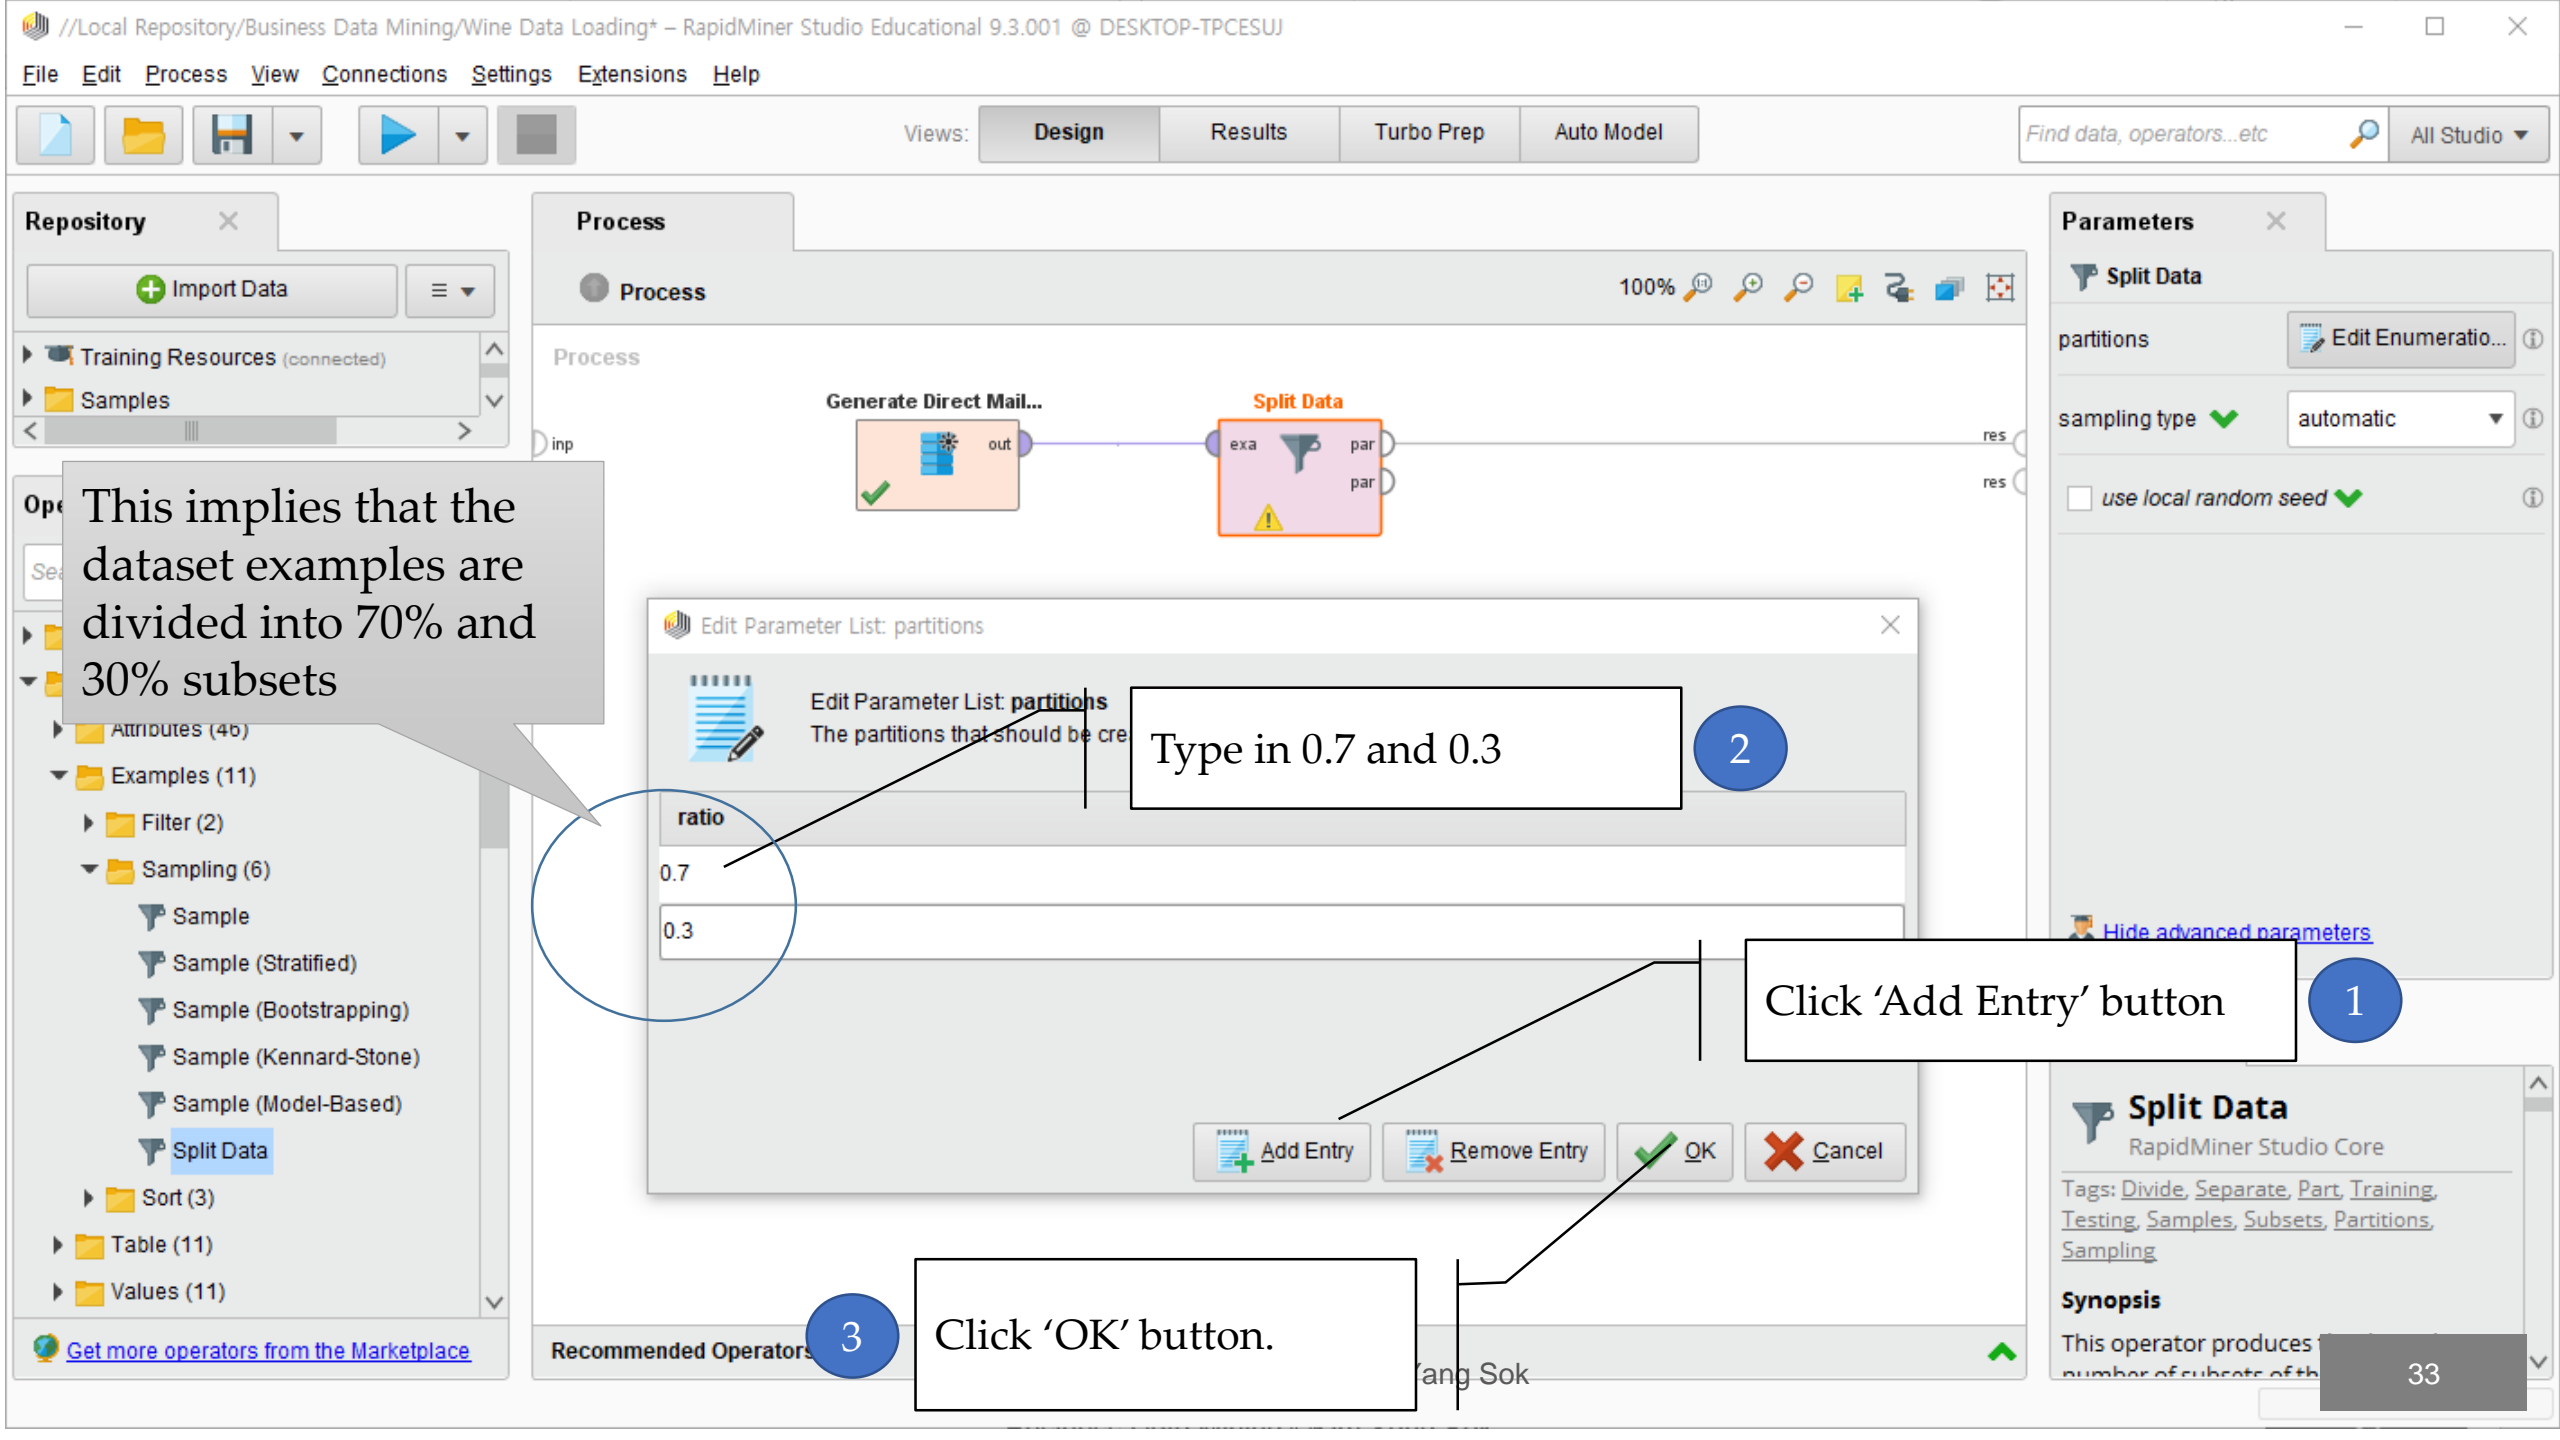 //Local Repository/Business Data Mining/Wine Data Loading* – RapidMiner Studio Educational 9.3.001 @ DESKTOP-TPCESUJ
File Edit Process View Connections Settings Extensions Help
Views: Design Results Turbo Prep Auto Model
Find data, operators...etc
All Studio
Repository
Import Data
Training Resources (connected)
Samples
Process
Process
100%
Process
inp
Generate Direct Mail...
out
Split Data
exa par
par
res
res
Parameters
Split Data
partitions
Edit Enumeratio...
sampling type
automatic
use local random seed
Hide advanced parameters
This implies that the
dataset examples are
divided into 70% and
30% subsets
Attributes (46)
Examples (11)
Filter (2)
Sampling (6)
Sample
Sample (Stratified)
Sample (Bootstrapping)
Sample (Kennard-Stone)
Sample (Model-Based)
Split Data
Sort (3)
Table (11)
Values (11)
Get more operators from the Marketplace
Edit Parameter List: partitions
Edit Parameter List: partitions
The partitions that should be
Type in 0.7 and 0.3
2
ratio
0.7
0.3
Click ‘Add Entry’ button
1
Add Entry
Remove Entry
OK
Cancel
3
Click ‘OK’ button.
Recommended Operators
Sok
Split Data
RapidMiner Studio Core
Tags: Divide, Separate, Part, Training,
Testing, Samples, Subsets, Partitions,
Sampling
Synopsis
This operator produces
number of subsets of
33